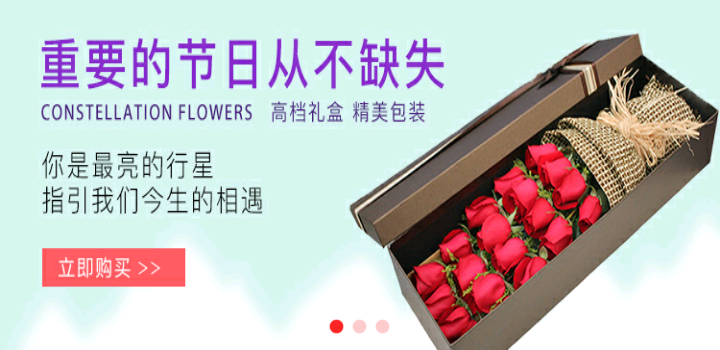 重要的节日从不缺失
CONSTELLATION FLOWERS 高档礼盒 精美包装
你是最亮的行星
指引我们今生的相遇
立即购买 >>